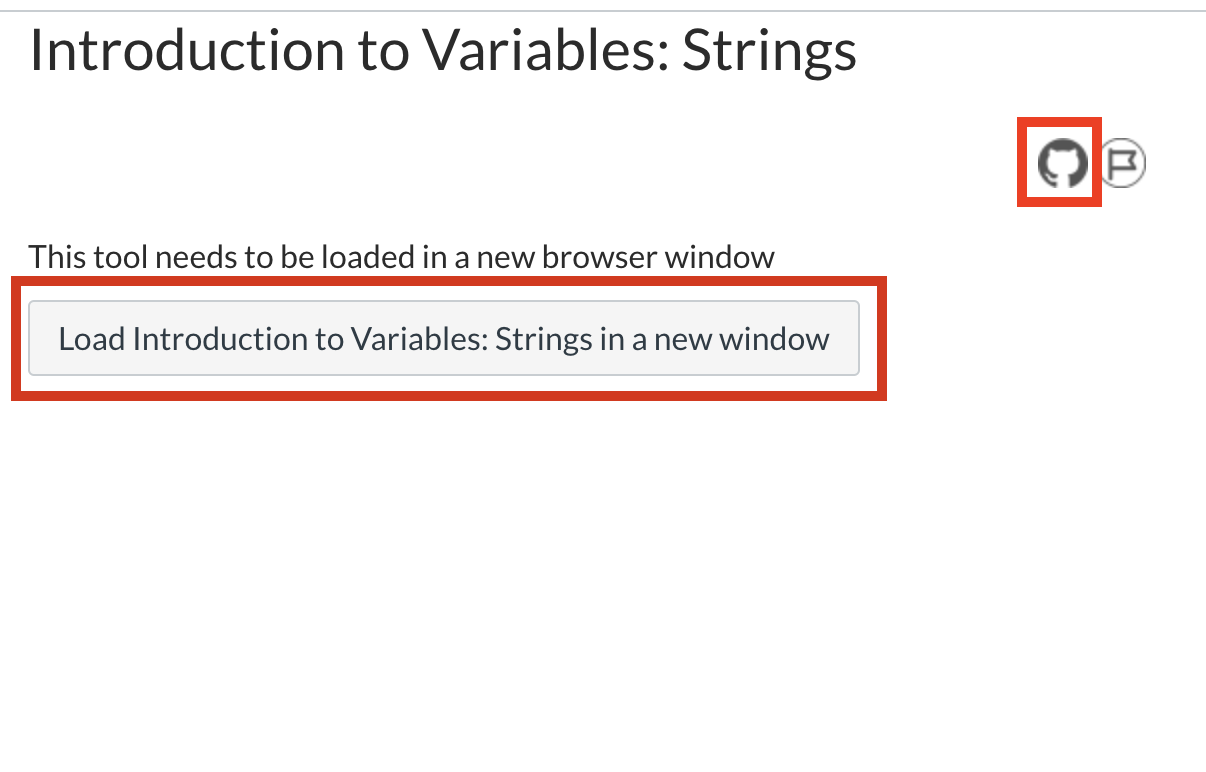 Introduction to Variables: Strings
This tool needs to be loaded in a new browser window
Load Introduction to Variables: Strings in a new window